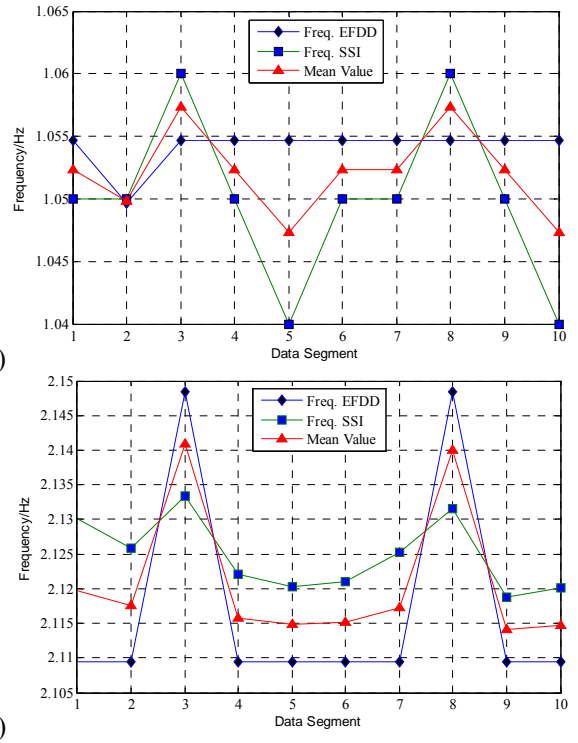 1.065
Freq. EFDD
Freq. SSI
Mean Value
1.06
1.055
1.05
1.045
1.04
Frequency/Hz
1 2 3 4 5 6 7 8 9 10
Data Segment
)
2.15
Freq. EFDD
Freq. SSI
Mean Value
2.145
2.14
2.135
2.13
2.125
2.12
2.115
2.11
2.105
Frequency/Hz
1 2 3 4 5 6 7 8 9 10
Data Segment
)